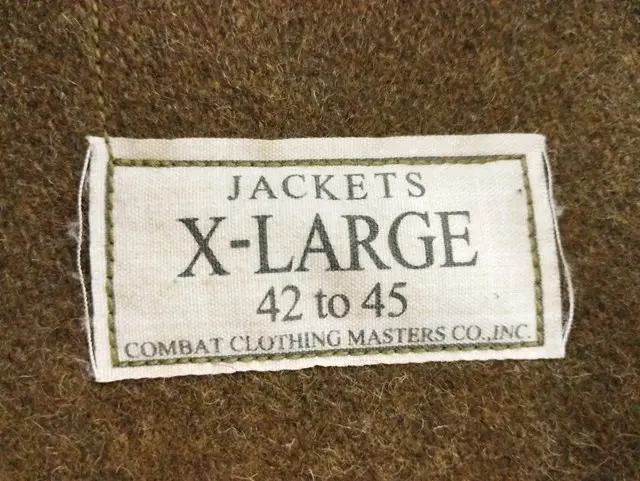 JACKETS
X-LARGE
42 to 45
COMBAT CLOTHING MASTERS CO.,INC.